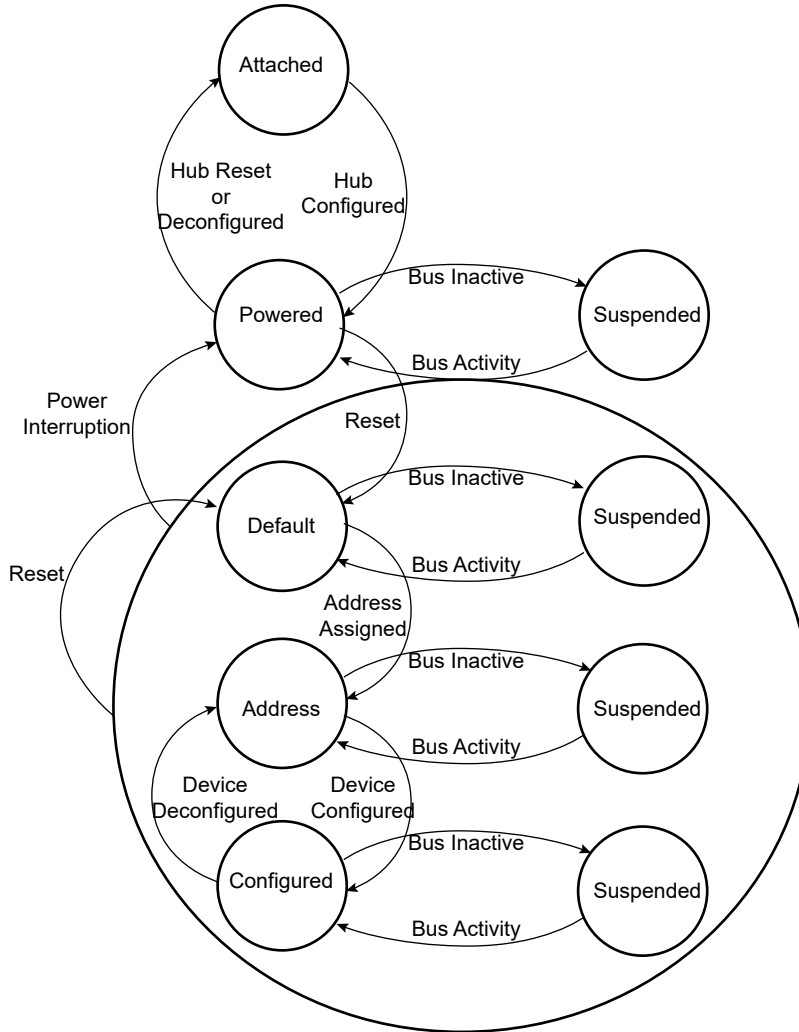 Attached
Hub Reset
or
Deconfigured
Hub
Configured
Powered
Bus Inactive
Suspended
Bus Activity
Power
Interruption
Reset
Default
Bus Inactive
Suspended
Bus Activity
Reset
Address
Assigned
Address
Bus Inactive
Suspended
Bus Activity
Device
Deconfigured
Device
Configured
Configured
Bus Inactive
Suspended
Bus Activity